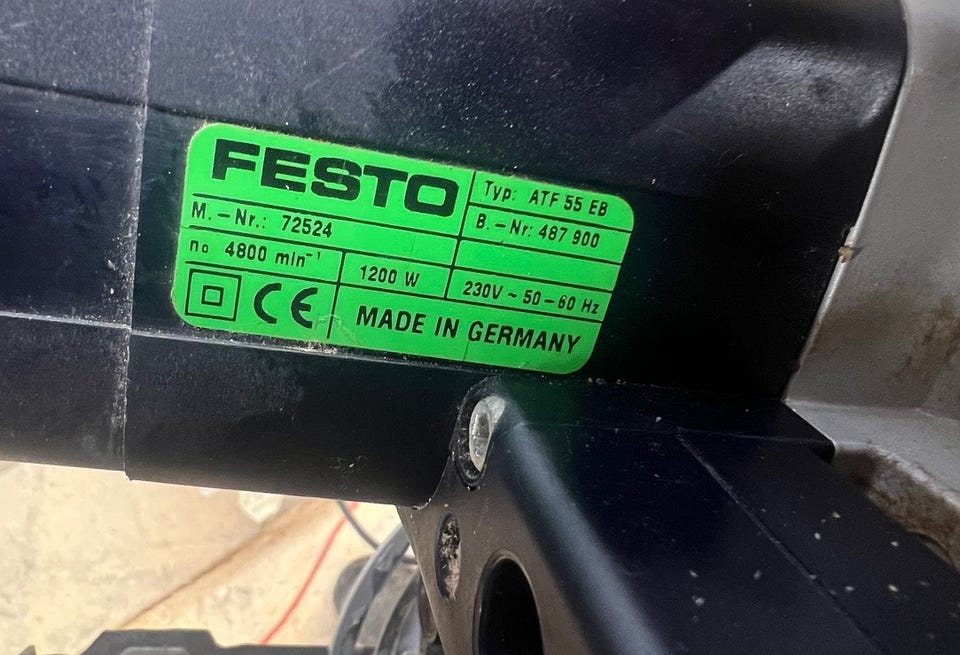 FESTO
Typ: ATF 55 EB
M.-Nr.: 72524
B.-Nr: 487 900
no 4800 min⁻¹
1200 W
230V ~ 50-60 Hz
CE
MADE IN GERMANY